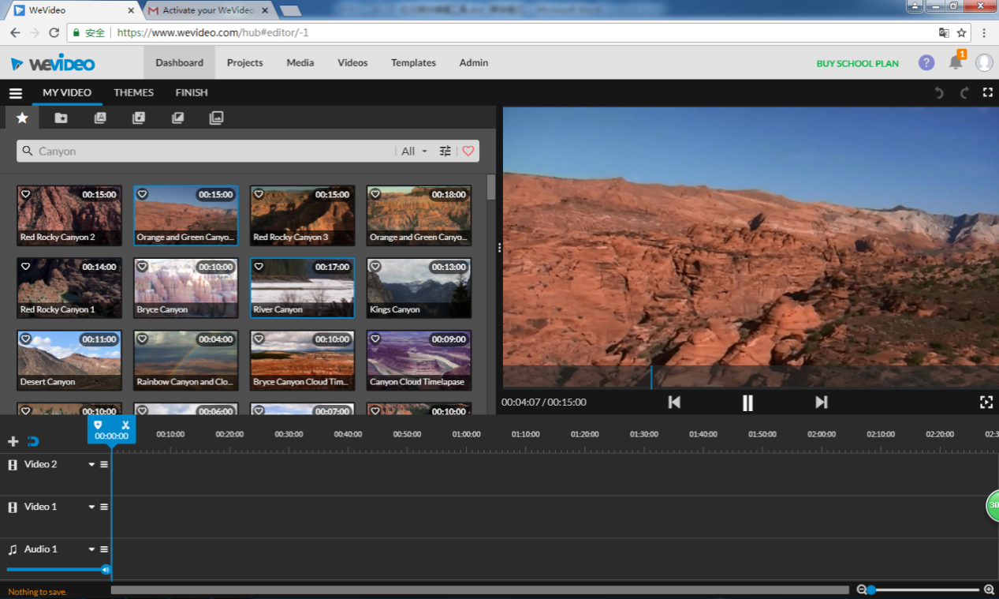 WeVideo
Activate your WeVideo
安全 https://www.wevideo.com/hub#editor/-1
WEVIDEO Dashboard Projects Media Videos Templates Admin BUY SCHOOL PLAN ? 1
MY VIDEO THEMES FINISH
Canyon All
00:15:00 00:15:00 00:15:00 00:18:00
Red Rocky Canyon 2 Orange and Green Canyo... Red Rocky Canyon 3 Orange and Green Canyo...
00:14:00 00:10:00 00:17:00 00:13:00
Red Rocky Canyon 1 Bryce Canyon River Canyon Kings Canyon
00:11:00 00:04:00 00:10:00 00:09:00
Desert Canyon Rainbow Canyon and Clo... Bryce Canyon Cloud Tim... Canyon Cloud Timelapase
00:10:00 00:06:00 00:07:00 00:10:00
00:04:07 / 00:15:00
00:00:00 00:10:00 00:20:00 00:30:00 00:40:00 00:50:00 01:00:00 01:10:00 01:20:00 01:30:00 01:40:00 01:50:00 02:00:00 02:10:00 02:20:00 02:3
Video 2
Video 1
30
Audio 1
Nothing to save.